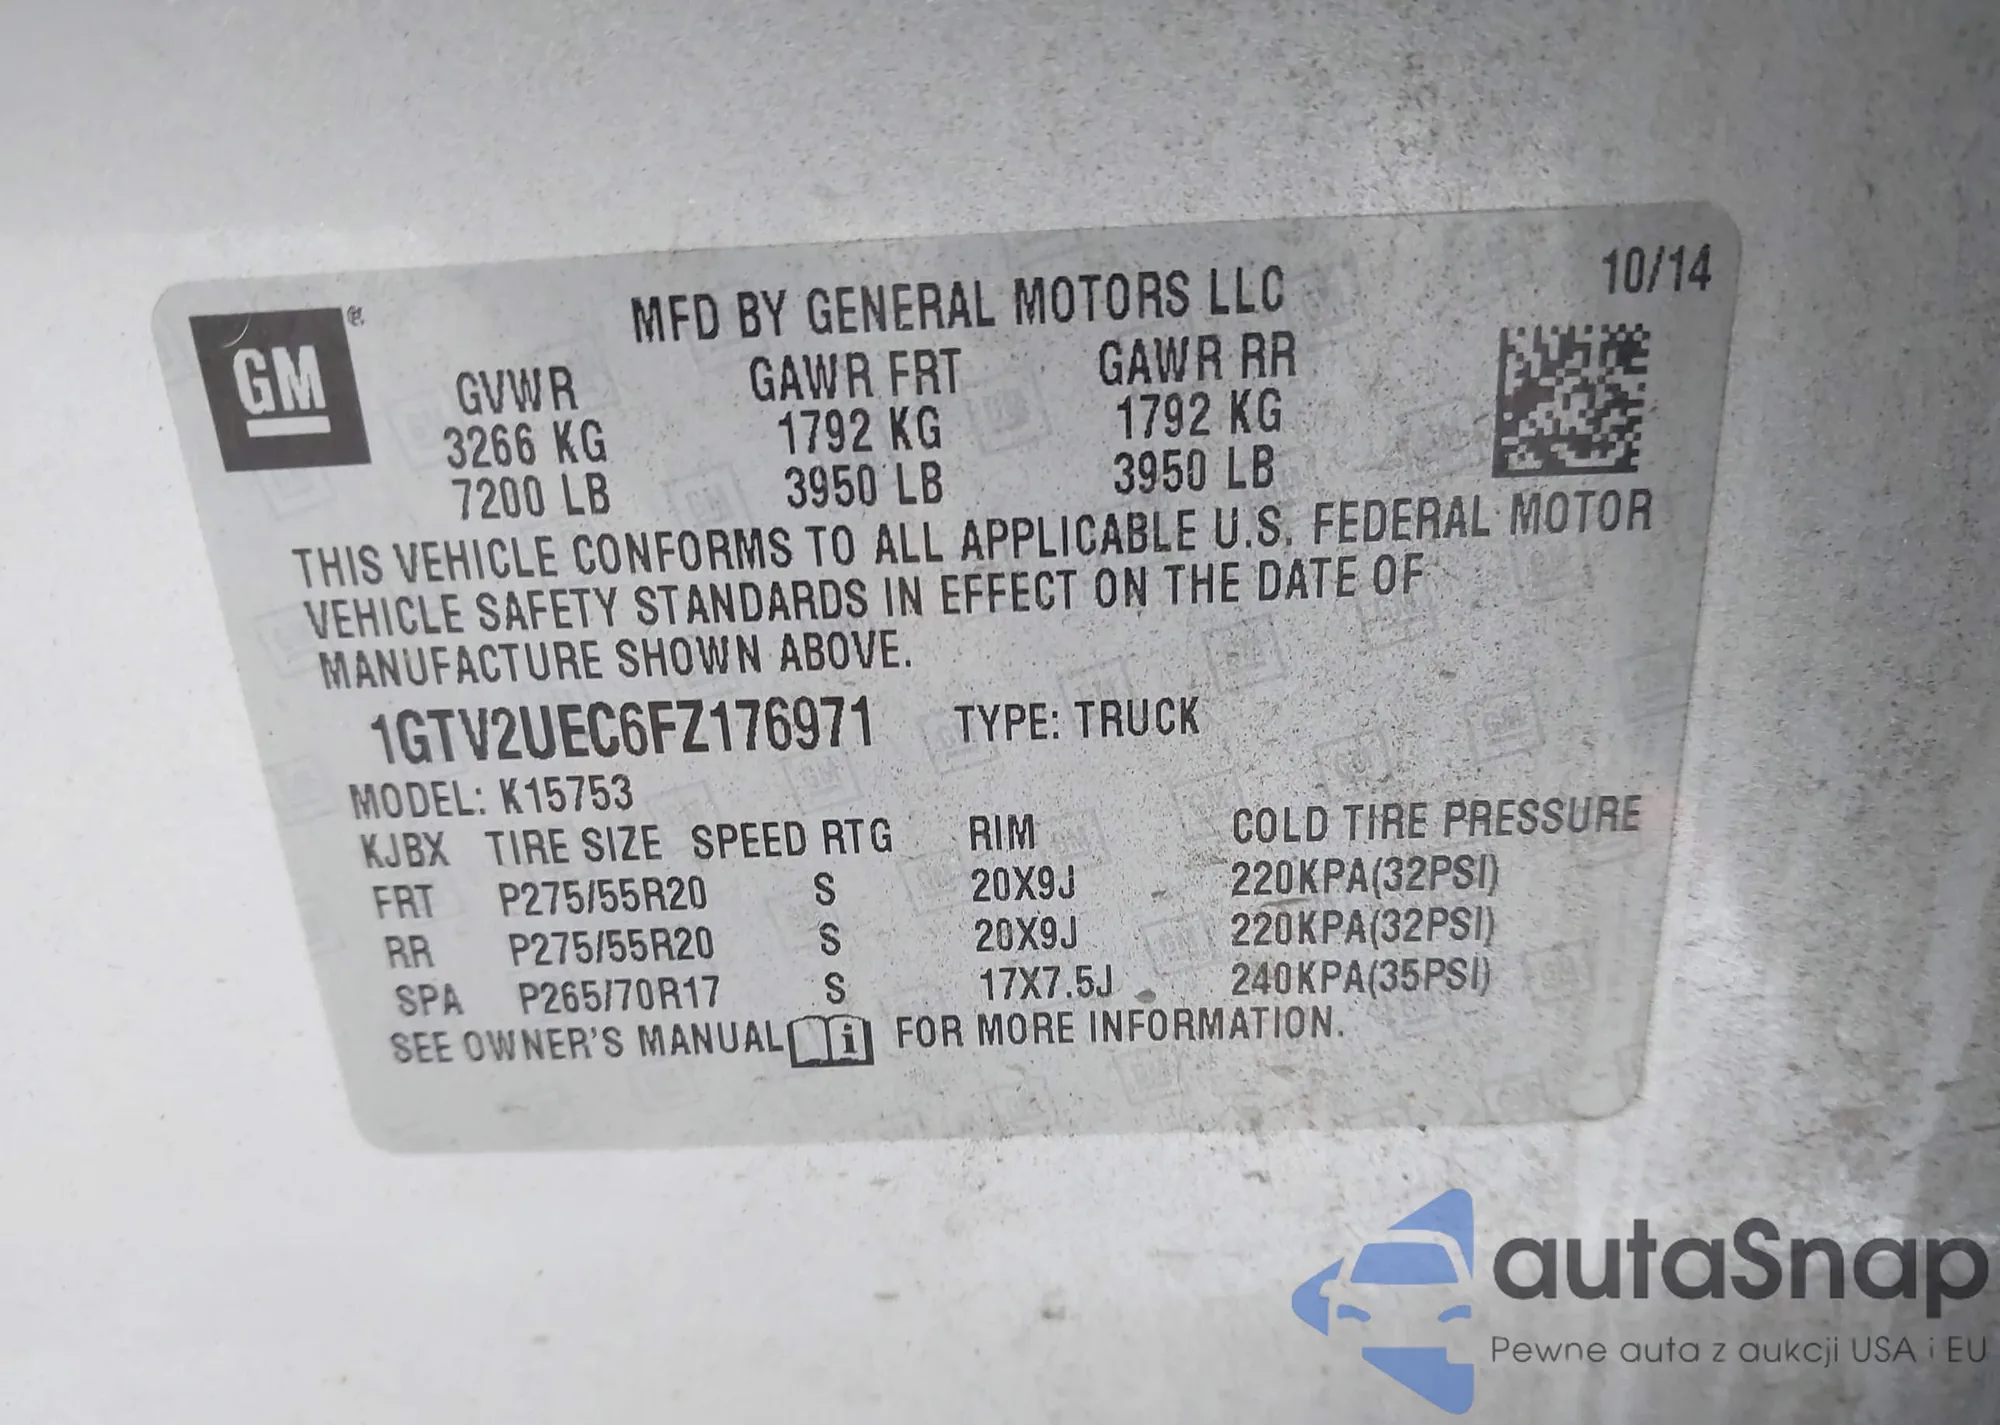 10/14
GM
MFD BY GENERAL MOTORS LLC
GVWR GAWR FRT GAWR RR
3266 KG 1792 KG 1792 KG
7200 LB 3950 LB 3950 LB
THIS VEHICLE CONFORMS TO ALL APPLICABLE U.S. FEDERAL MOTOR
VEHICLE SAFETY STANDARDS IN EFFECT ON THE DATE OF
MANUFACTURE SHOWN ABOVE.
1GTV2UEC6FZ176971 TYPE: TRUCK
MODEL: K15753
KJBX TIRE SIZE SPEED RTG RIM COLD TIRE PRESSURE
FRT P275/55R20 S 20X9J 220KPA(32PSI)
RR P275/55R20 S 20X9J 220KPA(32PSI)
SPA P265/70R17 S 17X7.5J 240KPA(35PSI)
SEE OWNER'S MANUAL i FOR MORE INFORMATION.
autaSnap
Pewne auta z aukcji USA i EU